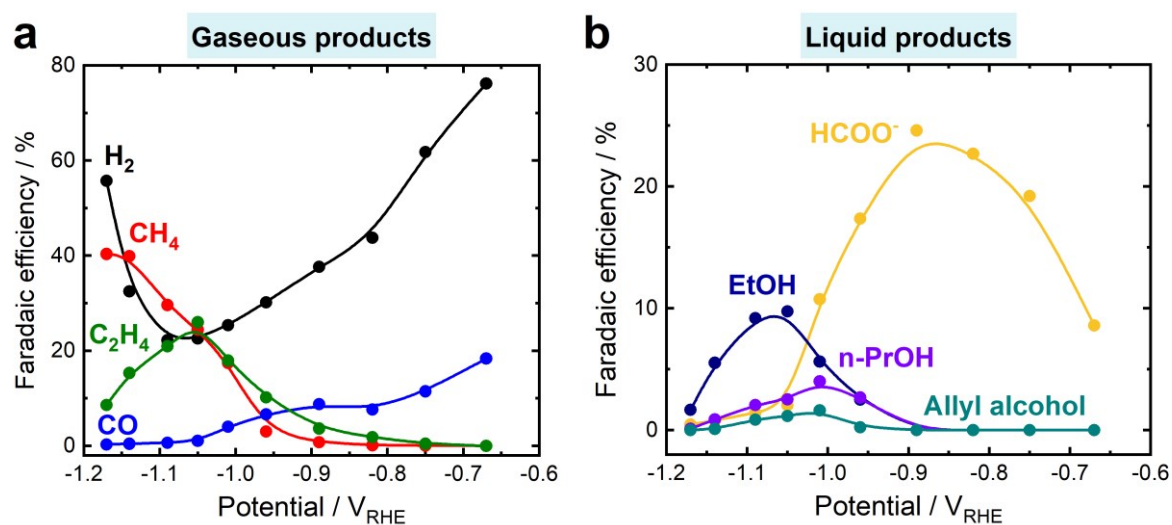 a
Gaseous products
80
60
40
20
0
Faradaic efficiency / %
H₂
CH₄
C₂H₄
CO
-1.2 -1.1 -1.0 -0.9 -0.8 -0.7 -0.6
Potential / V_RHE
b
Liquid products
30
20
10
0
Faradaic efficiency / %
HCOO⁻
EtOH
n-PrOH
Allyl alcohol
-1.2 -1.1 -1.0 -0.9 -0.8 -0.7 -0.6
Potential / V_RHE